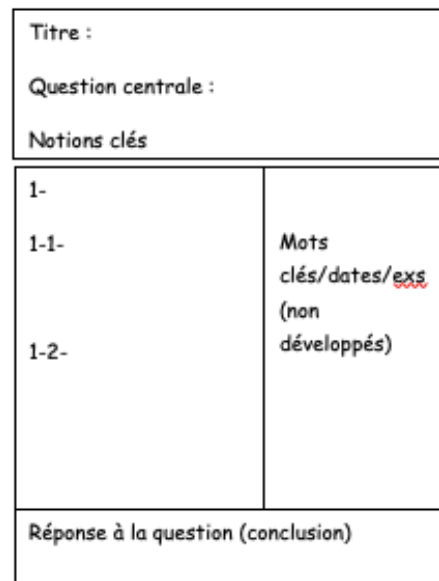 Titre :
Question centrale :
Notions clés
1-
1-1-
Mots
clés/dates/exs
(non
développés)
1-2-
Réponse à la question (conclusion)